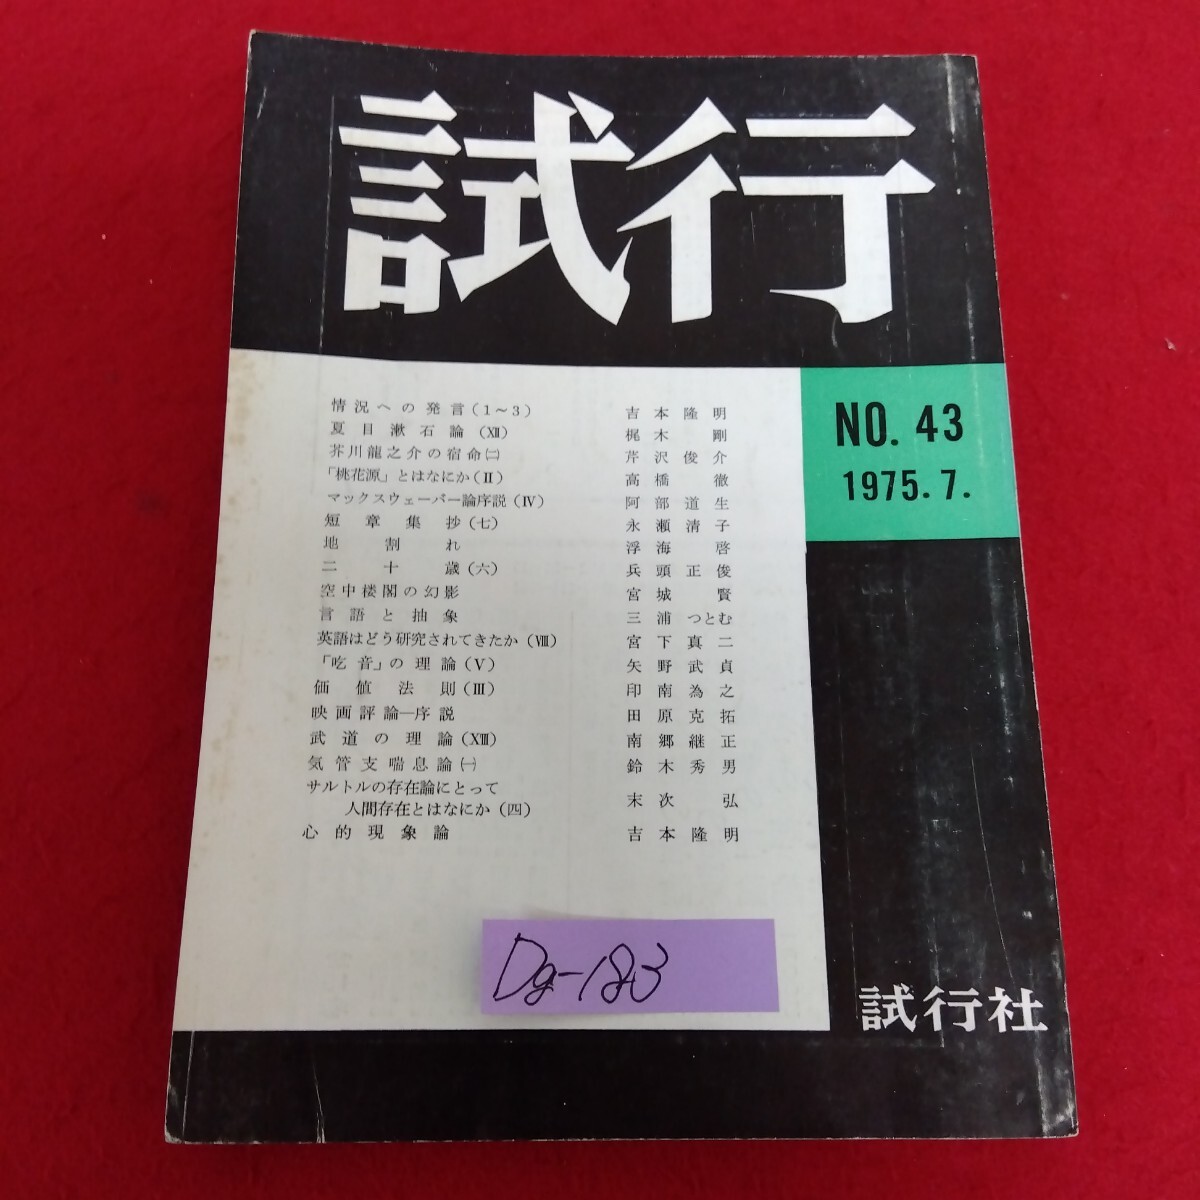 試行
NO. 43
1975. 7.
情況への発言(1〜3) 吉本隆明
夏目漱石論(XII) 梶木剛
芥川龍之介の宿命㈡ 芹沢俊介
「桃花源」とはなにか(II) 高橋徹
マックスウェーバー論序説(IV) 阿部道生
短章集抄(七) 永瀬清子
地割れ 浮海啓
二十歳(六) 兵頭正俊
空中楼閣の幻影 宮城賢
言語と抽象 三浦つとむ
英語はどう研究されてきたか(VIII) 宮下真二
「吃音」の理論(V) 矢野武貞
価値法則(III) 印南為之
映画評論―序説 田原克拓
武道の理論(XIII) 南郷継正
気管支喘息論㈠ 鈴木秀男
サルトルの存在論にとって
人間存在とはなにか(四) 末次弘
心的現象論 吉本隆明
Dg-183
試行社